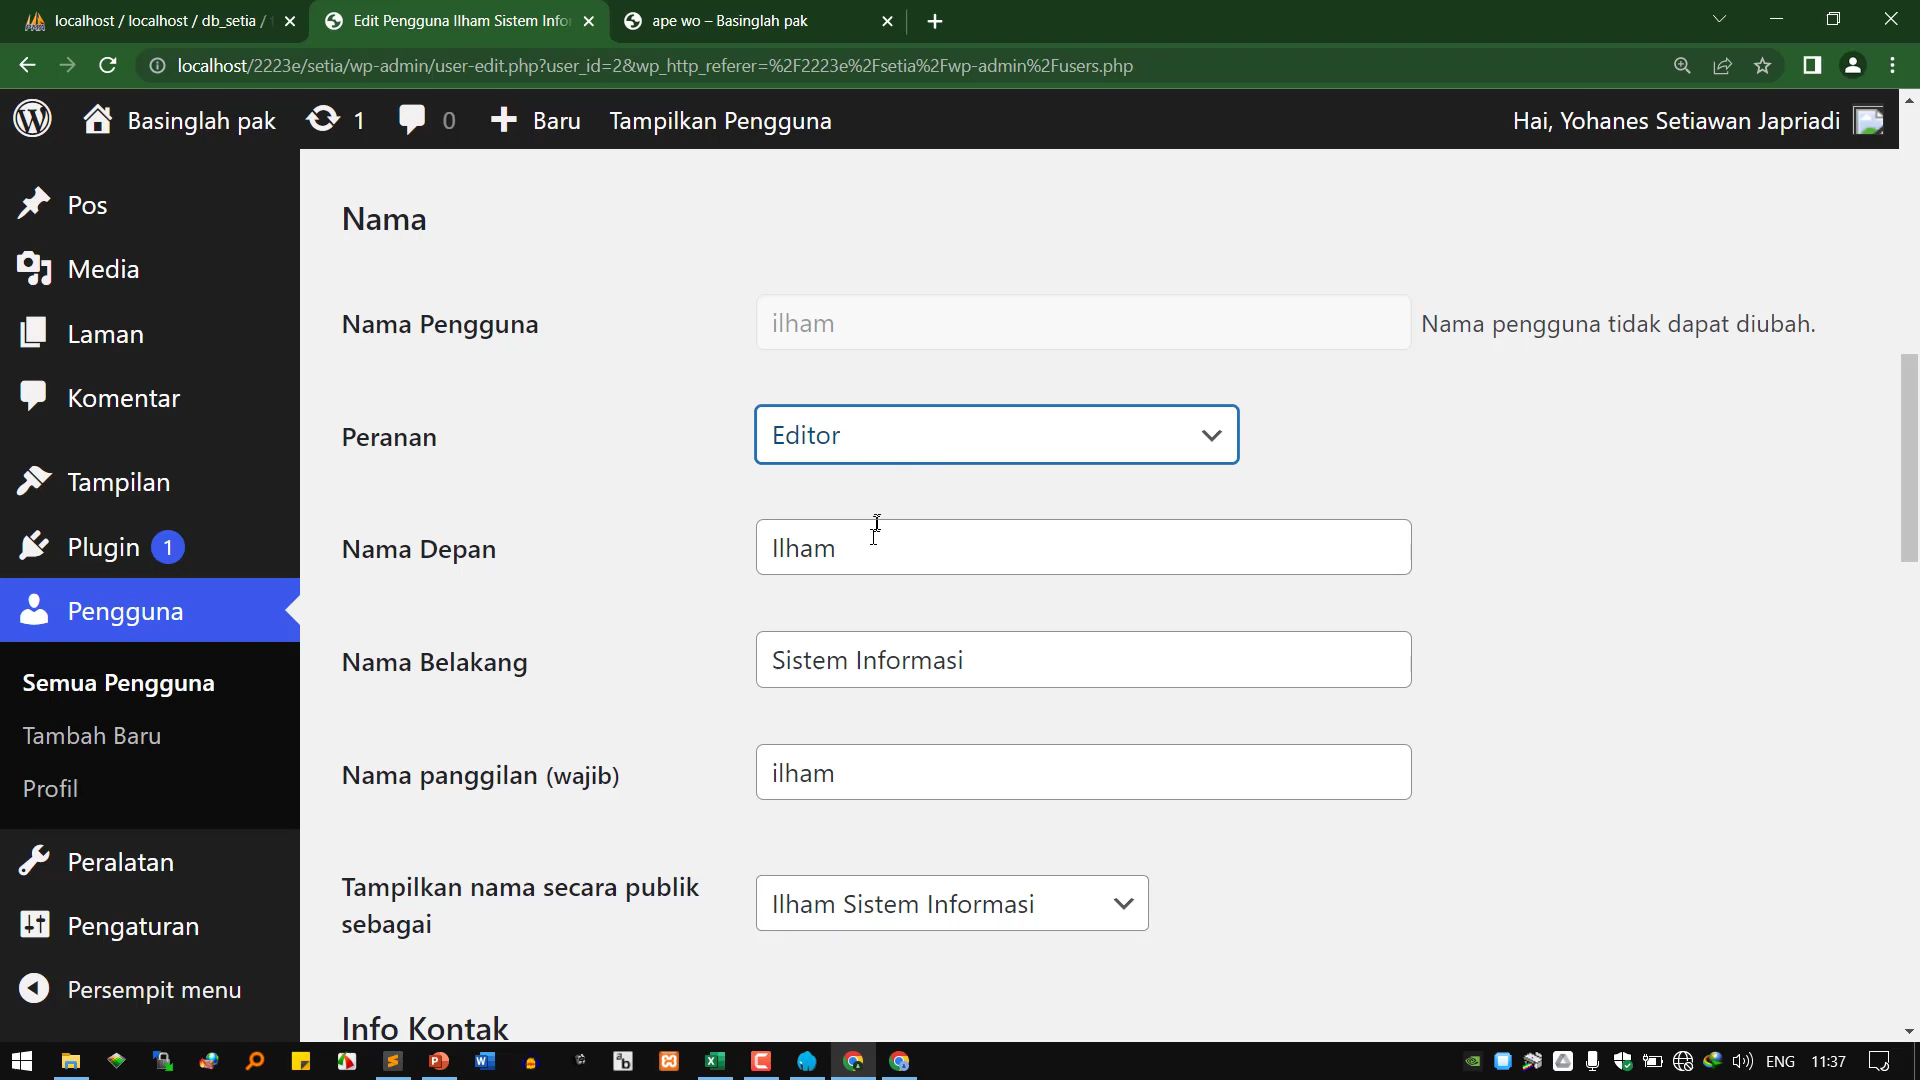 localhost / localhost / db_setia /
Edit Pengguna Ilham Sistem Info
ape wo – Basinglah pak
localhost/2223e/setia/wp-admin/user-edit.php?user_id=2&wp_http_referer=%2F2223e%2Fsetia%2Fwp-admin%2Fusers.php
Basinglah pak
1
0
Baru
Tampilkan Pengguna
Hai, Yohanes Setiawan Japriadi
Pos
Media
Laman
Komentar
Tampilan
Plugin 1
Pengguna
Semua Pengguna
Tambah Baru
Profil
Peralatan
Pengaturan
Persempit menu
Nama
Nama Pengguna
ilham
Nama pengguna tidak dapat diubah.
Peranan
Editor
Nama Depan
Ilham
Nama Belakang
Sistem Informasi
Nama panggilan (wajib)
ilham
Tampilkan nama secara publik
sebagai
Ilham Sistem Informasi
Info Kontak
ENG
11:37